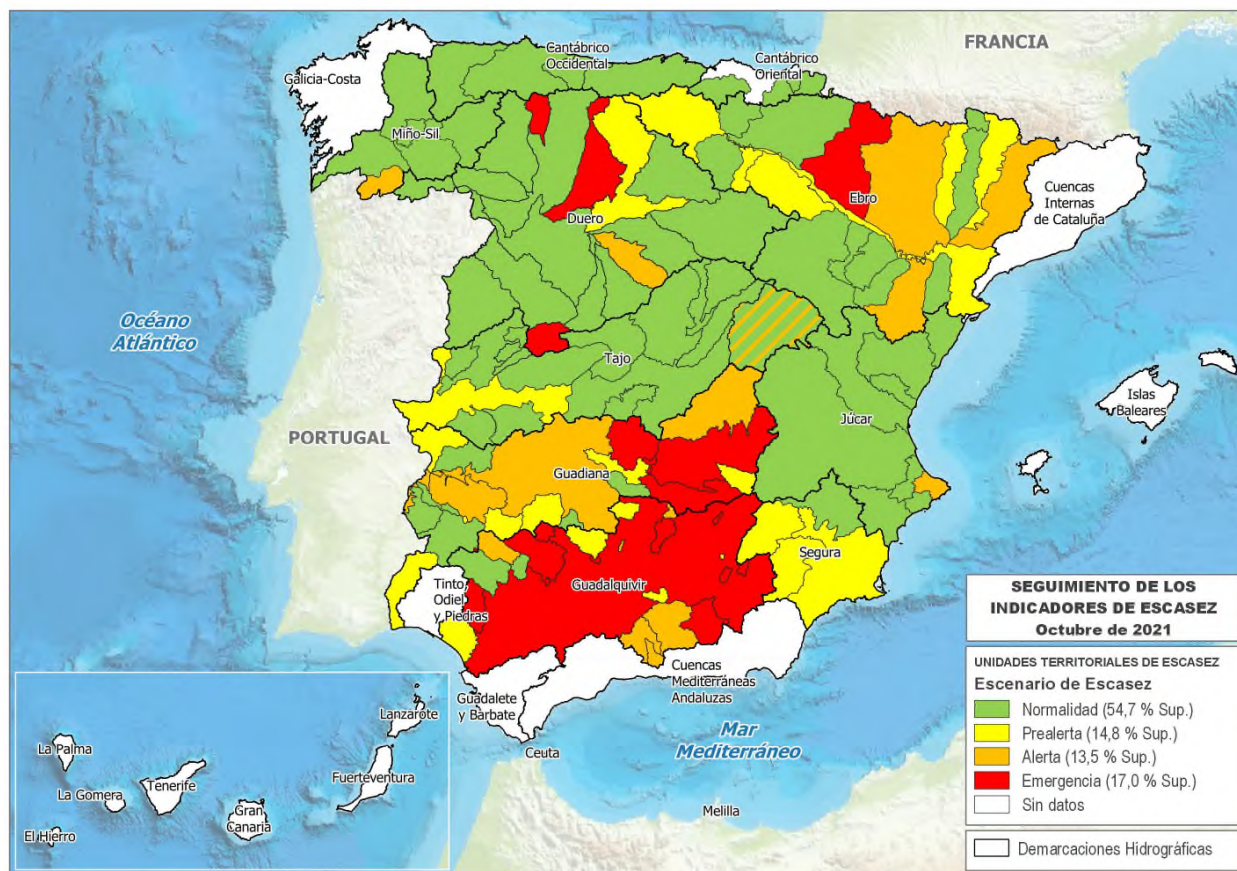 FRANCIA
Cantábrico
Occidental
Cantábrico
Oriental
Galicia-Costa
Miño-Sil
Cuencas
Internas
de Cataluña
Ebro
Duero
Océano
Atlántico
Tajo
Islas
Baleares
PORTUGAL
Júcar
Guadiana
Segura
Tinto,
Odiel
y Piedras
Guadalquivir
Cuencas
Mediterráneas
Andaluzas
Guadalete
y Barbate
Mar
Mediterráneo
Ceuta
Melilla
Lanzarote
La Palma
Fuerteventura
Tenerife
La Gomera
Gran
Canaria
El Hierro
SEGUIMIENTO DE LOS
INDICADORES DE ESCASEZ
Octubre de 2021
UNIDADES TERRITORIALES DE ESCASEZ
Escenario de Escasez
Normalidad (54,7 % Sup.)
Prealerta (14,8 % Sup.)
Alerta (13,5 % Sup.)
Emergencia (17,0 % Sup.)
Sin datos
Demarcaciones Hidrográficas